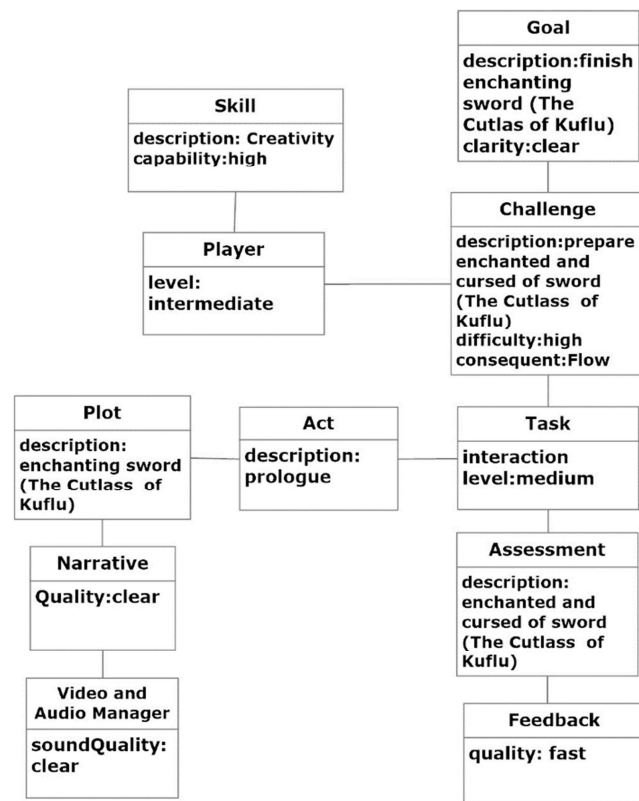 Goal
description:finish
enchanting
sword (The
Cutlas of Kuflu)
clarity:clear
Skill
description: Creativity
capability:high
Challenge
description:prepare
enchanted and
cursed of sword
(The Cutlass of
Kuflu)
difficulty:high
consequent:Flow
Player
level:
intermediate
Plot
description:
enchanting sword
(The Cutlass of
Kuflu)
Act
description:
prologue
Task
interaction
level:medium
Narrative
Quality:clear
Assessment
description:
enchanted and
cursed of sword
(The Cutlass of
Kuflu)
Video and
Audio Manager
soundQuality:
clear
Feedback
quality: fast